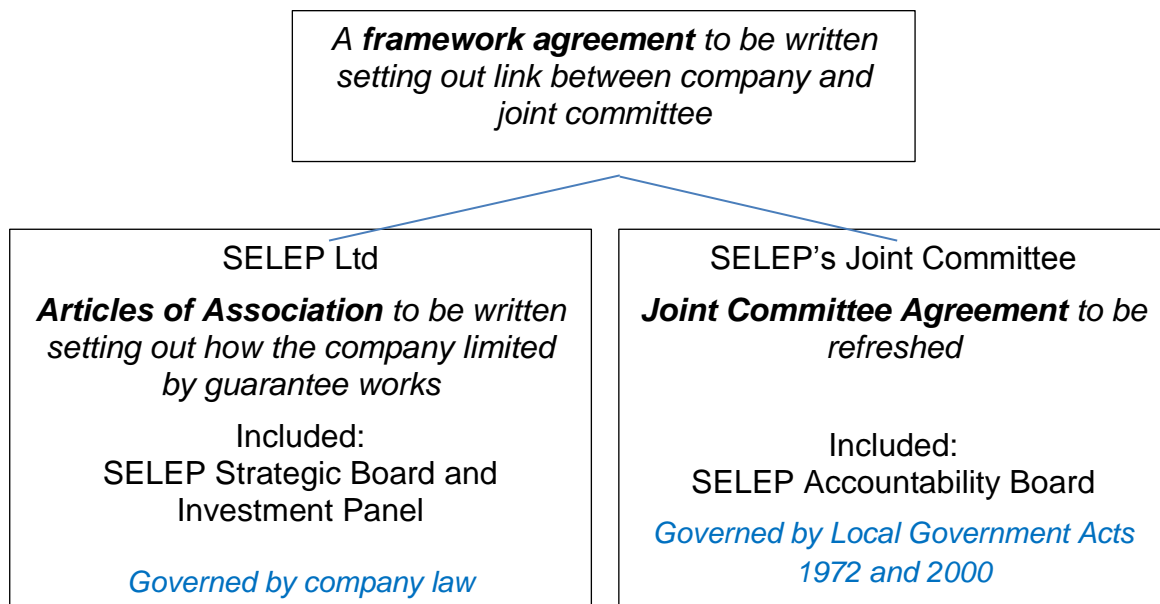 A framework agreement to be written
setting out link between company and
joint committee
SELEP Ltd
Articles of Association to be written
setting out how the company limited
by guarantee works
Included:
SELEP Strategic Board and
Investment Panel
Governed by company law
SELEP’s Joint Committee
Joint Committee Agreement to be
refreshed
Included:
SELEP Accountability Board
Governed by Local Government Acts
1972 and 2000